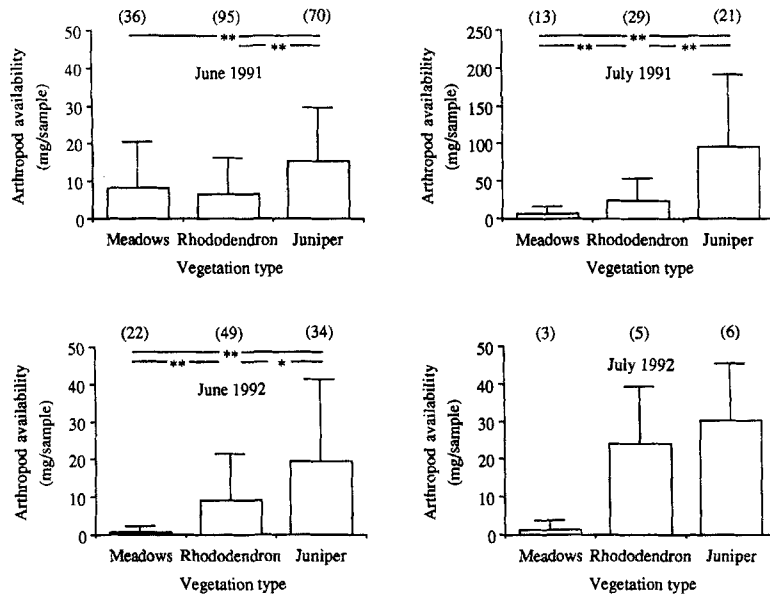 (36) (95) (70)
50
**
**
40
June 1991
30
20
10
0
Arthropod availability
(mg/sample)
Meadows Rhododendron Juniper
Vegetation type
(13) (29) (21)
250
**
** **
200
July 1991
150
100
50
0
Arthropod availability
(mg/sample)
Meadows Rhododendron Juniper
Vegetation type
(22) (49) (34)
50
**
** *
40
June 1992
30
20
10
0
Arthropod availability
(mg/sample)
Meadows Rhododendron Juniper
Vegetation type
(3) (5) (6)
50
July 1992
40
30
20
10
0
Arthropod availability
(mg/sample)
Meadows Rhododendron Juniper
Vegetation type